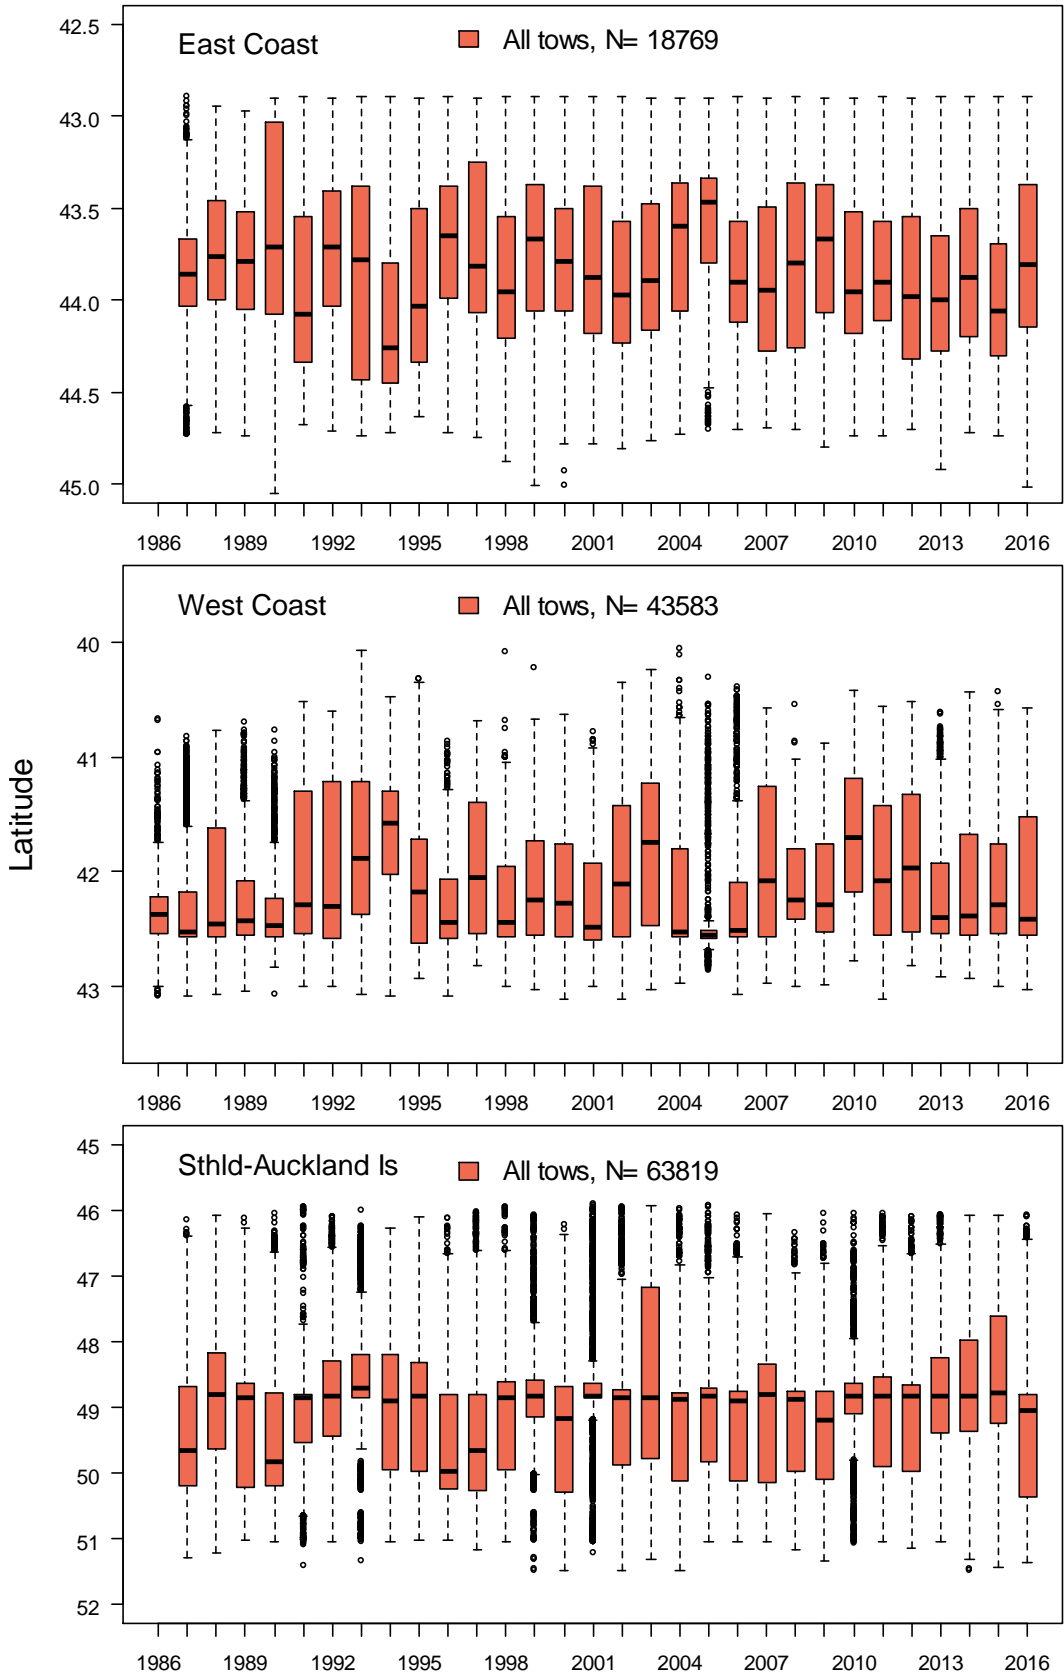 East Coast All tows, N= 18769
42.5
43.0
43.5
44.0
44.5
45.0
1986 1989 1992 1995 1998 2001 2004 2007 2010 2013 2016
West Coast All tows, N= 43583
40
41
42
43
Latitude
1986 1989 1992 1995 1998 2001 2004 2007 2010 2013 2016
Sthld-Auckland Is All tows, N= 63819
45
46
47
48
49
50
51
52
1986 1989 1992 1995 1998 2001 2004 2007 2010 2013 2016